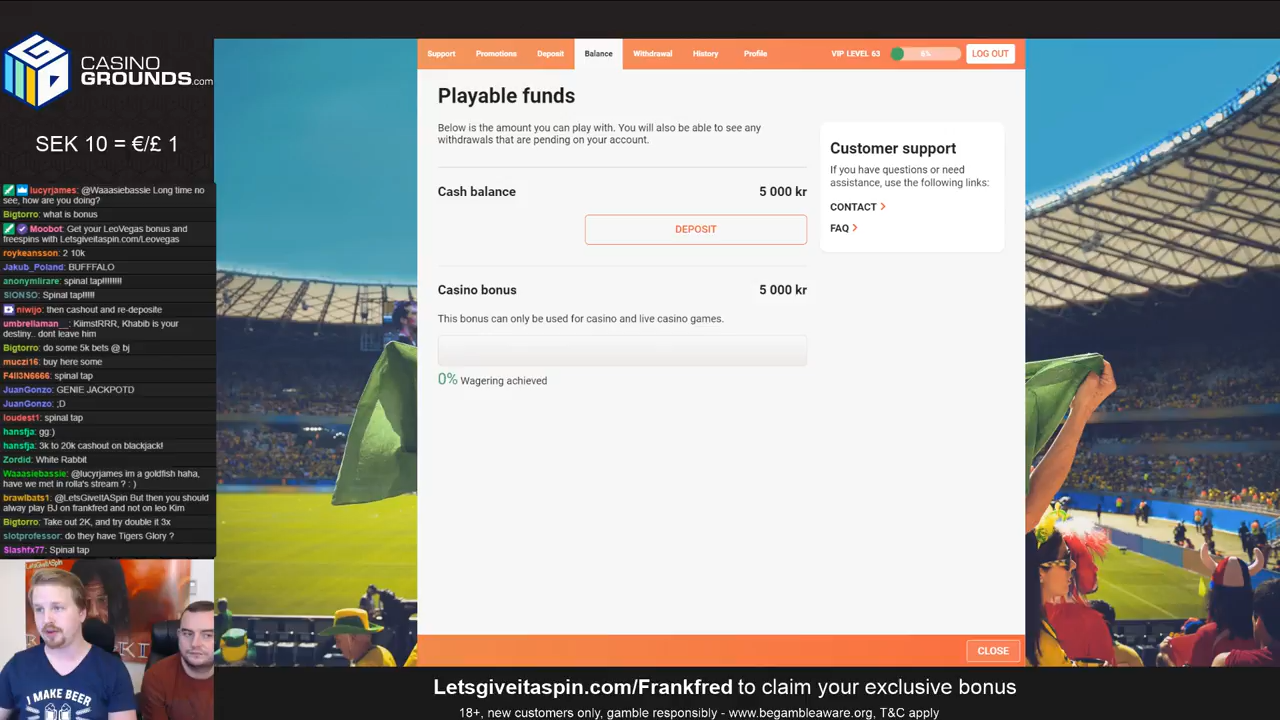 CASINO
GROUNDS.com
SEK 10 = €/£ 1
lucyrjames: @Waaasiebassie Long time no
see, how are you doing?
Bigtorro: what is bonus
Moobot: Get your LeoVegas bonus and
freespins with Letsgiveitaspin.com/Leovegas
roykeansson: 2 10k
Jakub_Poland: BUFFFALO
anonymlirare: spinal tap!!!!!!!!
SIONSO: Spinal tap!!!!!
niwijo: then cashout and re-deposite
umbrellaman__: KiimstRRR, Khabib is your
destiny.. dont leave him
Bigtorro: do some 5k bets @ bj
muczi16: buy here some
F4ll3N6666: spinal tap
JuanGonzo: GENIE JACKPOTD
JuanGonzo: ;D
loudest1: spinal tap
hansfja: gg:)
hansfja: 3k to 20k cashout on blackjack!
Zordid: White Rabbit
Waaasiebassie: @lucyrjames im a goldfish haha,
have we met in rolla's stream ? : )
brawlbats1: @LetsGiveItASpin But then you should
alway play BJ on frankfred and not on leo Kim
Bigtorro: Take out 2K, and try double it 3x
slotprofessor: do they have Tigers Glory ?
Slashfx77: Spinal tap
Support Promotions Deposit Balance Withdrawal History Profile VIP LEVEL 63 6% LOG OUT
Playable funds
Below is the amount you can play with. You will also be able to see any
withdrawals that are pending on your account.
Cash balance 5 000 kr
DEPOSIT
Casino bonus 5 000 kr
This bonus can only be used for casino and live casino games.
0% Wagering achieved
Customer support
If you have questions or need
assistance, use the following links:
CONTACT
FAQ
CLOSE
I MAKE BEER
Letsgiveitaspin.com/Frankfred to claim your exclusive bonus
18+, new customers only, gamble responsibly - www.begambleaware.org, T&C apply